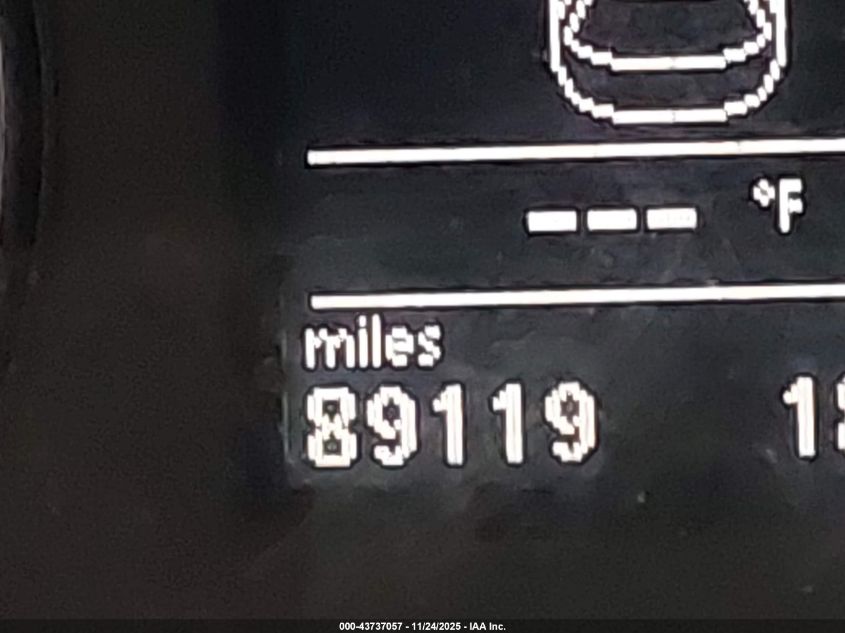 --- °F
miles
89119
000-43737057 - 11/24/2025 - IAA Inc.